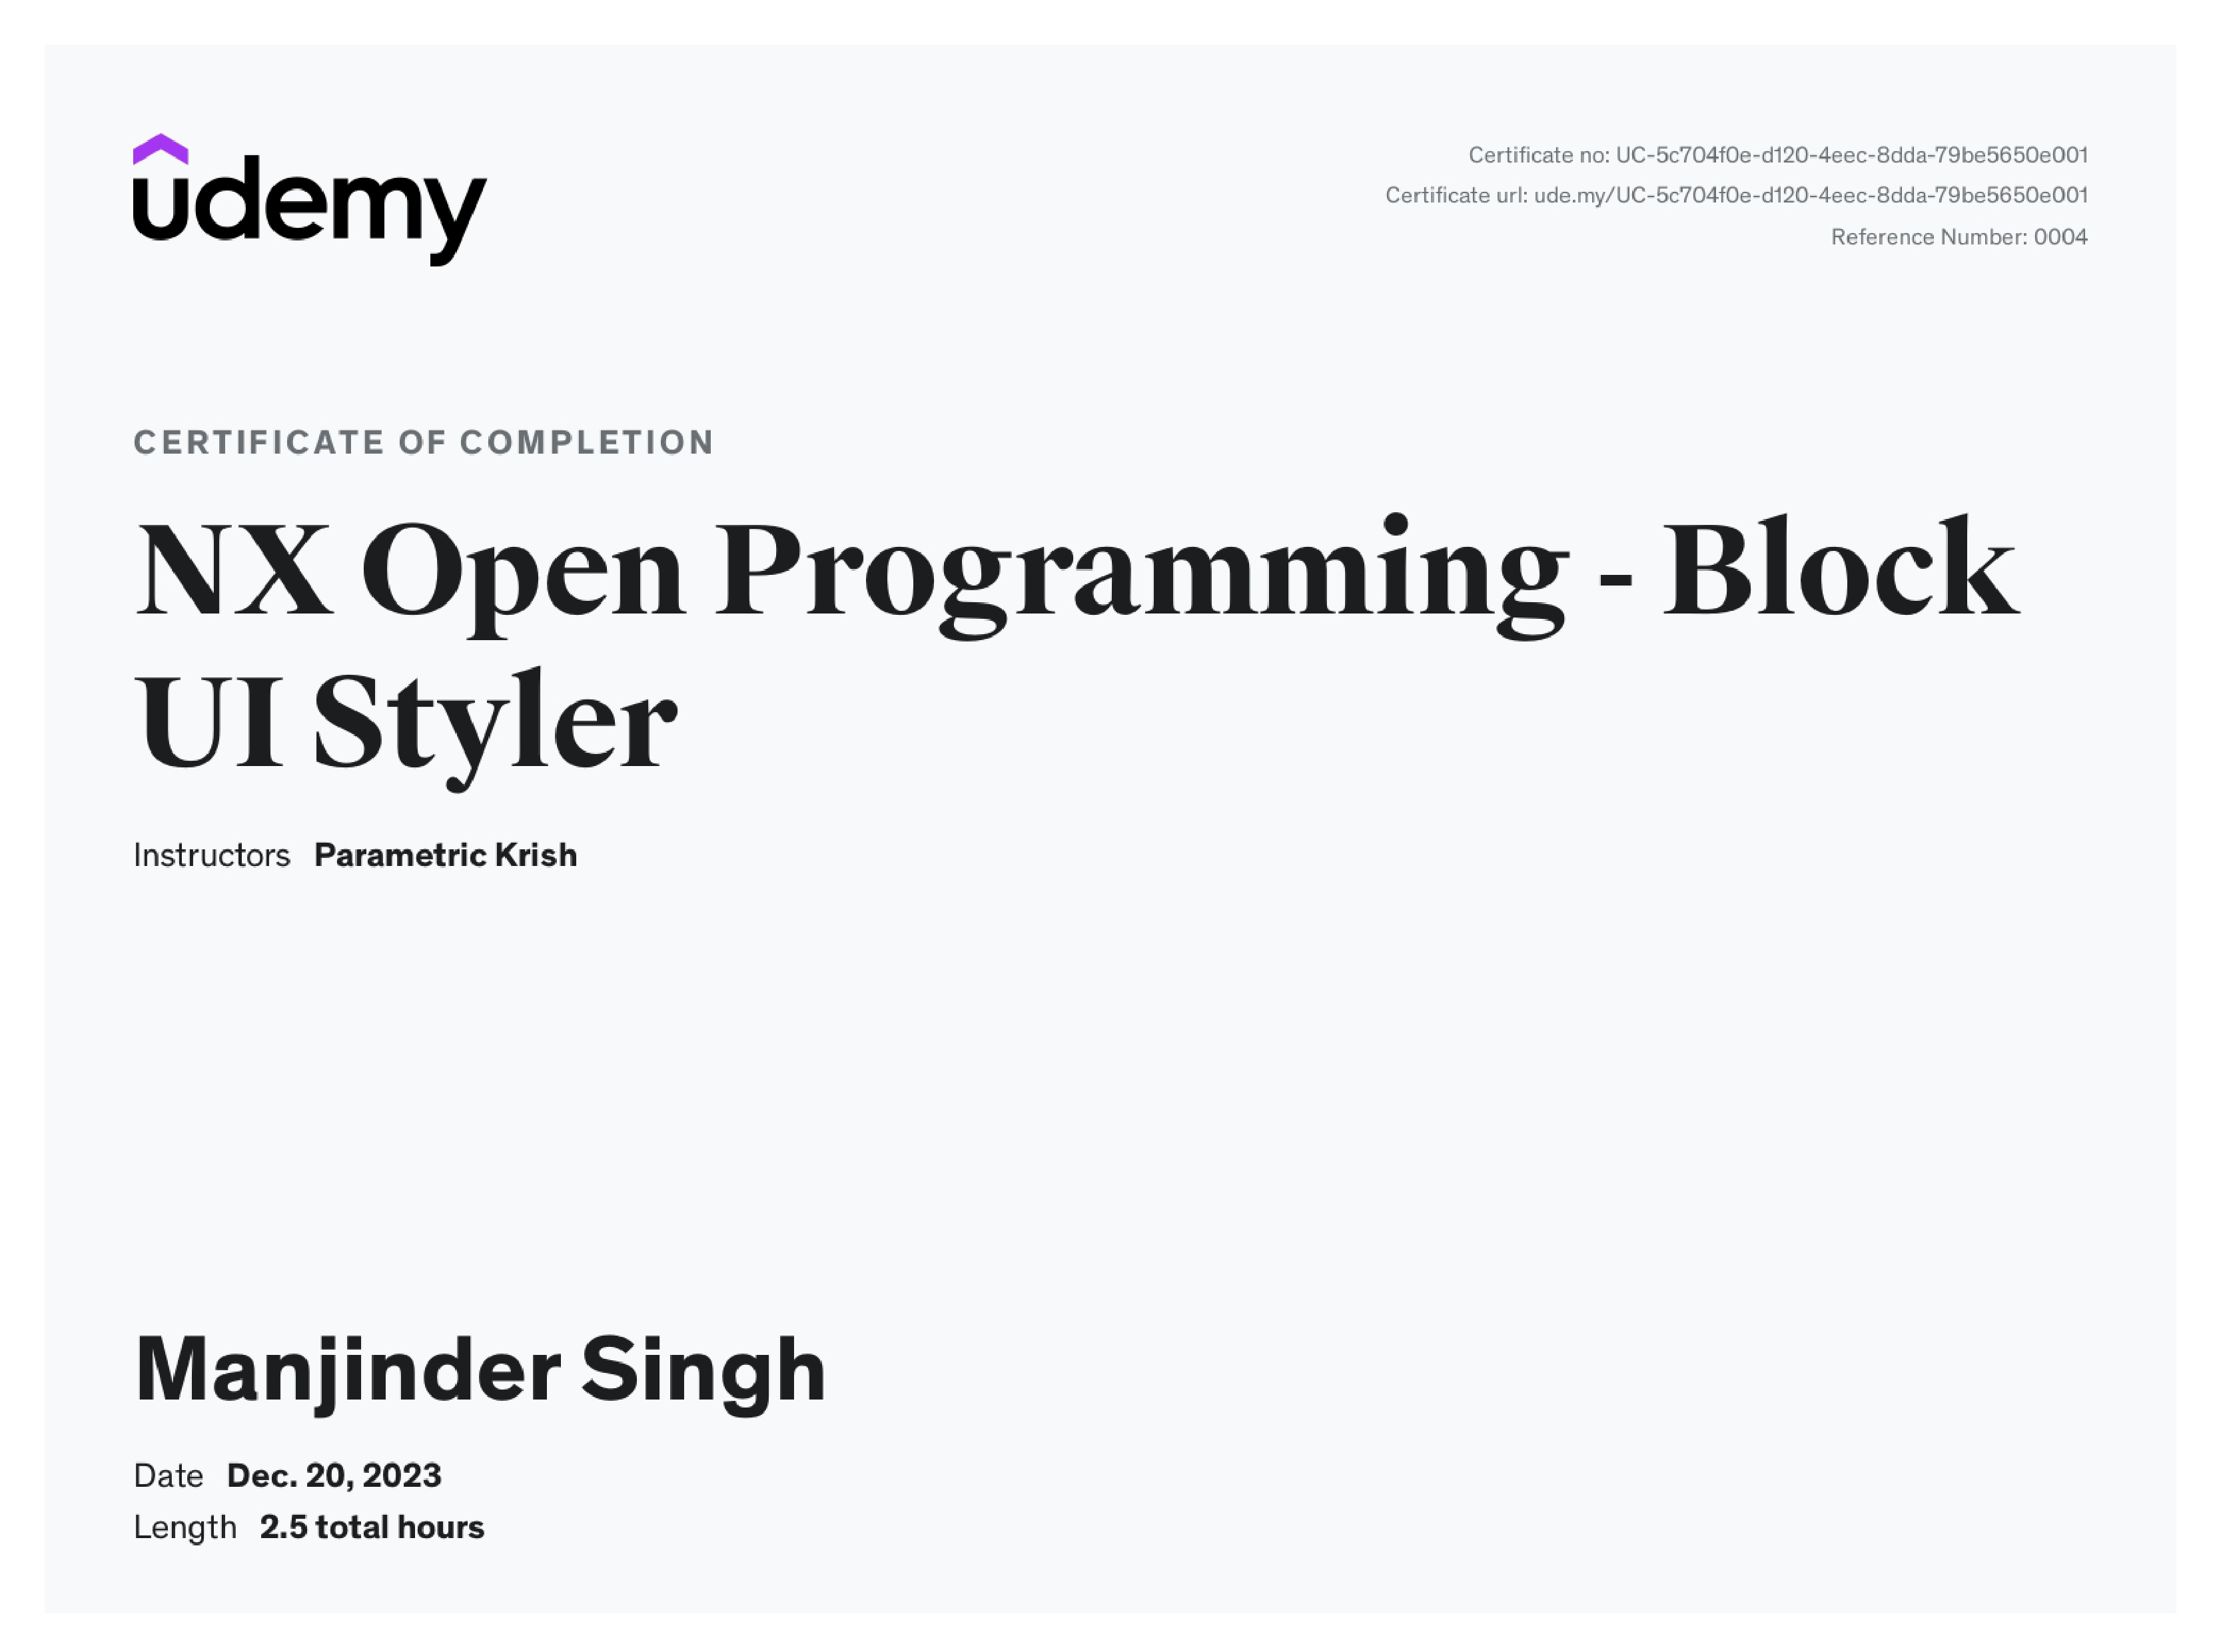 udemy
Certificate no: UC-5c704f0e-d120-4eec-8dda-79be5650e001
Certificate url: ude.my/UC-5c704f0e-d120-4eec-8dda-79be5650e001
Reference Number: 0004
CERTIFICATE OF COMPLETION
NX Open Programming - Block
UI Styler
Instructors Parametric Krish
Manjinder Singh
Date Dec. 20, 2023
Length 2.5 total hours